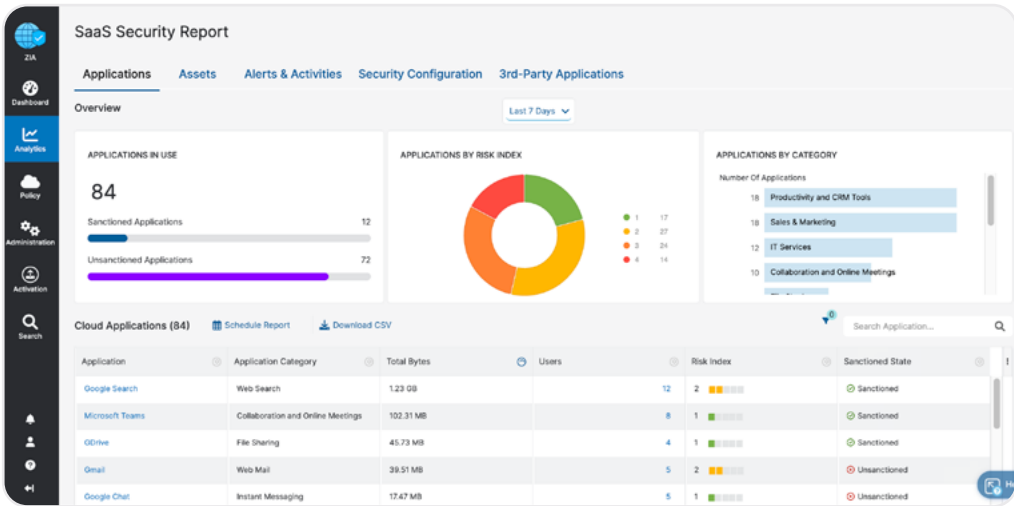 SaaS Security Report
ZIA
Dashboard
Analytics
Policy
Administration
Activation
Search
Applications Assets Alerts & Activities Security Configuration 3rd-Party Applications
Overview
Last 7 Days
APPLICATIONS IN USE
84
Sanctioned Applications 12
Unsanctioned Applications 72
APPLICATIONS BY RISK INDEX
1 17
2 27
3 24
4 14
APPLICATIONS BY CATEGORY
Number Of Applications
18 Productivity and CRM Tools
18 Sales & Marketing
12 IT Services
10 Collaboration and Online Meetings
Cloud Applications (84) Schedule Report Download CSV 0 Search Application...
Application Application Category Total Bytes Users Risk Index Sanctioned State
Google Search Web Search 1.23 GB 12 2 Sanctioned
Microsoft Teams Collaboration and Online Meetings 102.31 MB 8 1 Sanctioned
GDrive File Sharing 45.73 MB 4 1 Sanctioned
Gmail Web Mail 39.51 MB 5 2 Unsanctioned
Google Chat Instant Messaging 17.47 MB 5 1 Unsanctioned